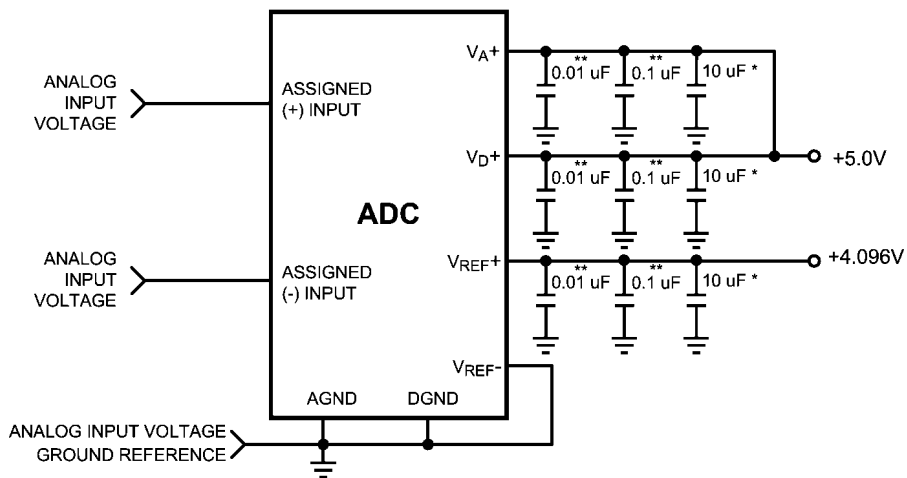 ANALOG
INPUT
VOLTAGE
ASSIGNED
(+) INPUT
ANALOG
INPUT
VOLTAGE
ASSIGNED
(-) INPUT
ADC
VA+
** 0.01 uF
** 0.1 uF
10 uF *
VD+
** 0.01 uF
** 0.1 uF
10 uF *
+5.0V
VREF+
** 0.01 uF
** 0.1 uF
10 uF *
+4.096V
VREF-
AGND DGND
ANALOG INPUT VOLTAGE
GROUND REFERENCE